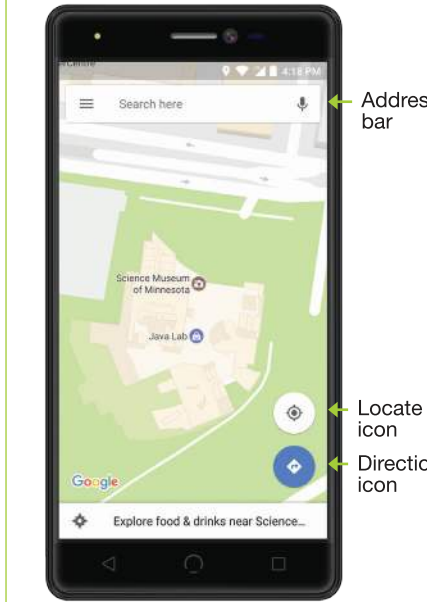 4:18 PM
Search here
Address
bar
Science Museum
of Minnesota
Java Lab
Locate
icon
Direction
icon
Google
Explore food & drinks near Science...